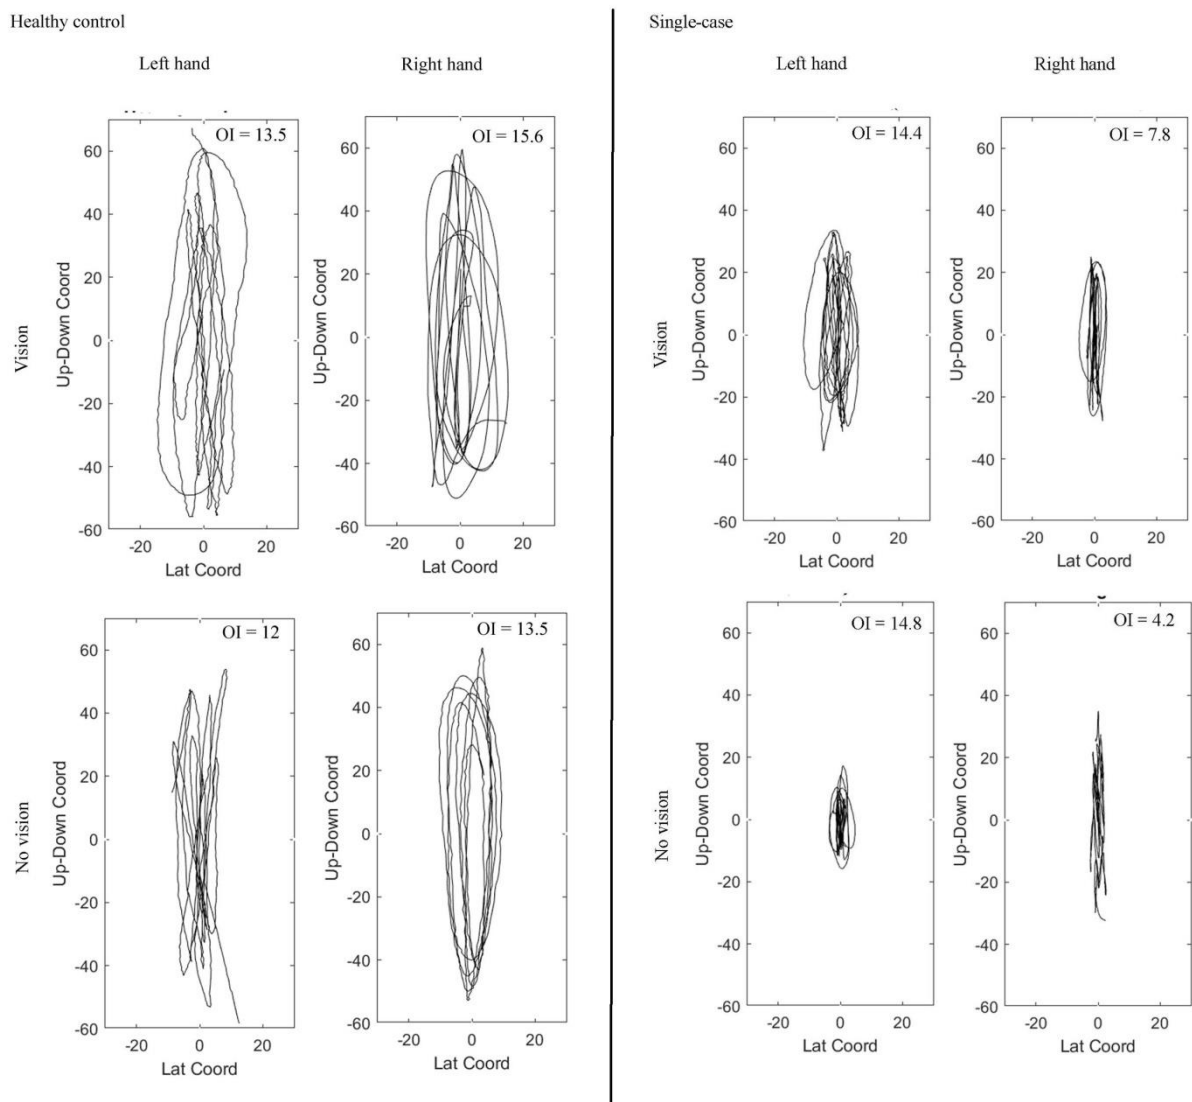 Healthy control
Single-case
Left hand
Right hand
Left hand
Right hand
Vision
Up-Down Coord
60
40
20
0
-20
-40
-60
OI = 13.5
-20
0
20
Lat Coord
Up-Down Coord
60
40
20
0
-20
-40
-60
OI = 15.6
-20
0
20
Lat Coord
Vision
Up-Down Coord
60
40
20
0
-20
-40
-60
OI = 14.4
-20
0
20
Lat Coord
Up-Down Coord
60
40
20
0
-20
-40
-60
OI = 7.8
-20
0
20
Lat Coord
No vision
Up-Down Coord
60
40
20
0
-20
-40
-60
OI = 12
-20
0
20
Lat Coord
Up-Down Coord
60
40
20
0
-20
-40
-60
OI = 13.5
-20
0
20
Lat Coord
No vision
Up-Down Coord
60
40
20
0
-20
-40
-60
OI = 14.8
-20
0
20
Lat Coord
Up-Down Coord
60
40
20
0
-20
-40
-60
OI = 4.2
-20
0
20
Lat Coord